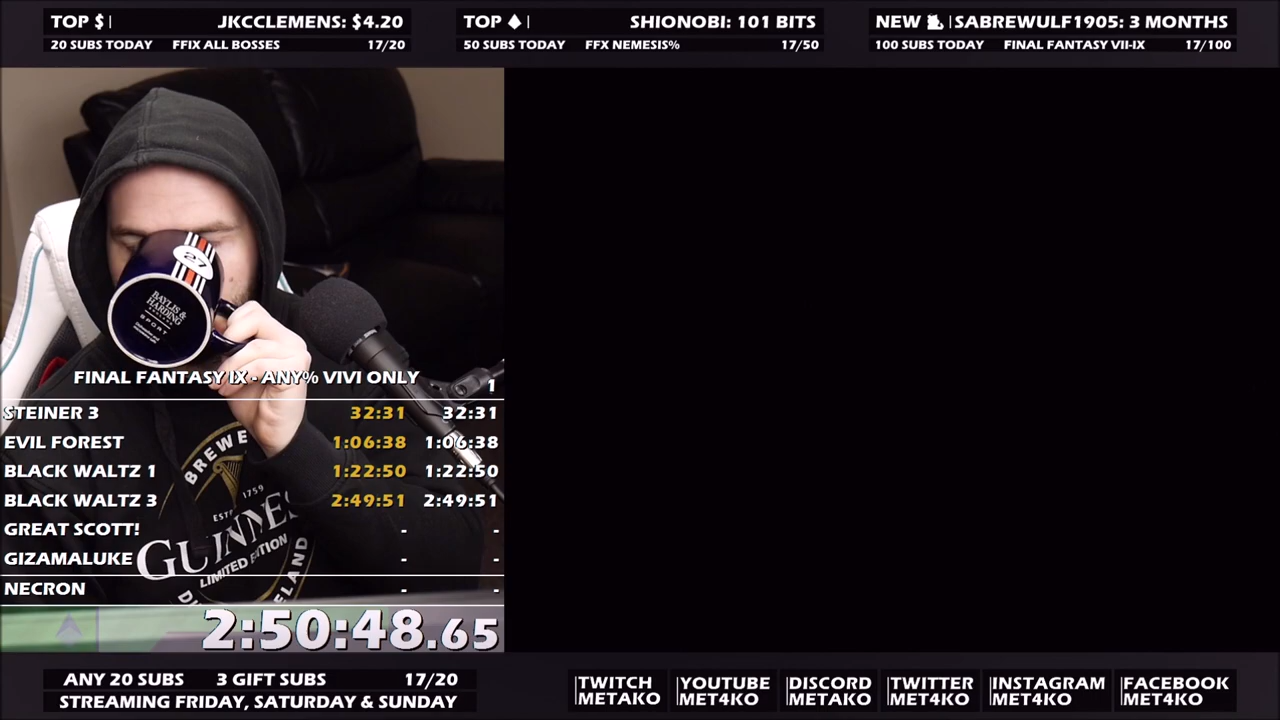 TOP $ | JKCCLEMENS: $4.20
20 SUBS TODAY FFIX ALL BOSSES 17/20
TOP | SHIONOBI: 101 BITS
50 SUBS TODAY FFX NEMESIS% 17/50
NEW | SABREWULF1905: 3 MONTHS
100 SUBS TODAY FINAL FANTASY VII-IX 17/100
27
BAYLIS &
HARDING
SPORT
FINAL FANTASY IX - ANY% VIVI ONLY 1
STEINER 3 32:31 32:31
EVIL FOREST 1:06:38 1:06:38
BLACK WALTZ 1 1:22:50 1:22:50
BLACK WALTZ 3 2:49:51 2:49:51
GREAT SCOTT! - -
GIZAMALUKE - -
NECRON - -
2:50:48.65
BREWE
1759
EST
GUINNES
LIMITED EDITION
ELAND
ANY 20 SUBS 3 GIFT SUBS 17/20
STREAMING FRIDAY, SATURDAY & SUNDAY
TWITCH
METAKO
YOUTUBE
MET4KO
DISCORD
METAKO
TWITTER
MET4KO
INSTAGRAM
MET4KO
FACEBOOK
MET4KO